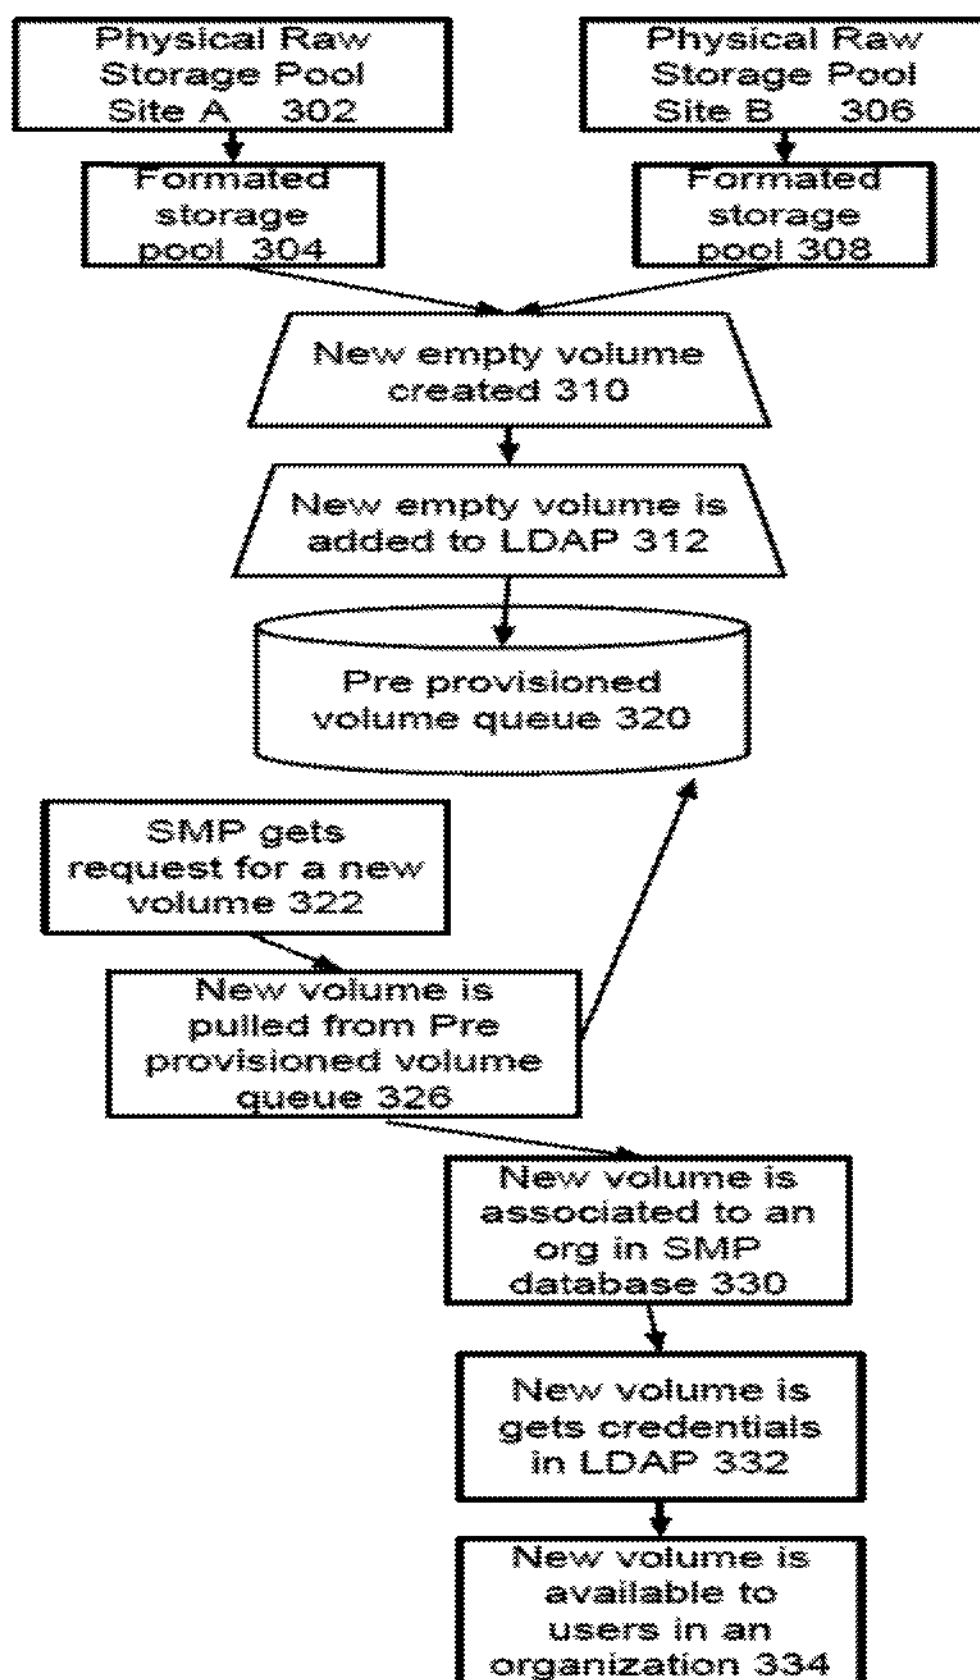 Physical Raw
Storage Pool
Site A 302
Physical Raw
Storage Pool
Site B 306
Formated
storage
pool 304
Formated
storage
pool 308
New empty volume
created 310
New empty volume is
added to LDAP 312
Pre provisioned
volume queue 320
SMP gets
request for a new
volume 322
New volume is
pulled from Pre
provisioned volume
queue 326
New volume is
associated to an
org in SMP
database 330
New volume is
gets credentials
in LDAP 332
New volume is
available to
users in an
organization 334